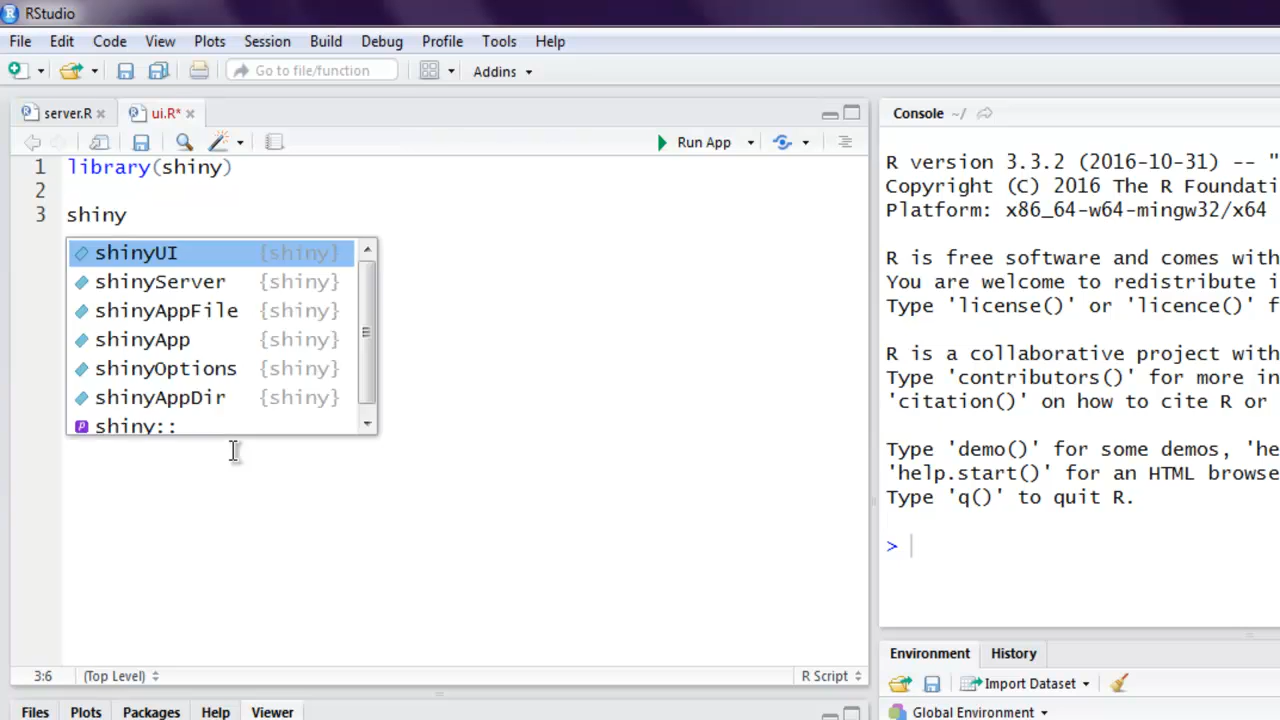 RStudio
File Edit Code View Plots Session Build Debug Profile Tools Help
Go to file/function Addins
server.R ui.R*
Run App
1 library(shiny)
2
3 shiny
shinyUI {shiny}
shinyServer {shiny}
shinyAppFile {shiny}
shinyApp {shiny}
shinyOptions {shiny}
shinyAppDir {shiny}
shiny::
3:6 (Top Level) R Script
Files Plots Packages Help Viewer
Console ~/
R version 3.3.2 (2016-10-31) -- "
Copyright (C) 2016 The R Foundati
Platform: x86_64-w64-mingw32/x64
R is free software and comes with
You are welcome to redistribute i
Type 'license()' or 'licence()' f
R is a collaborative project with
Type 'contributors()' for more in
'citation()' on how to cite R or
Type 'demo()' for some demos, 'he
'help.start()' for an HTML browse
Type 'q()' to quit R.
>
Environment History
Import Dataset
Global Environment